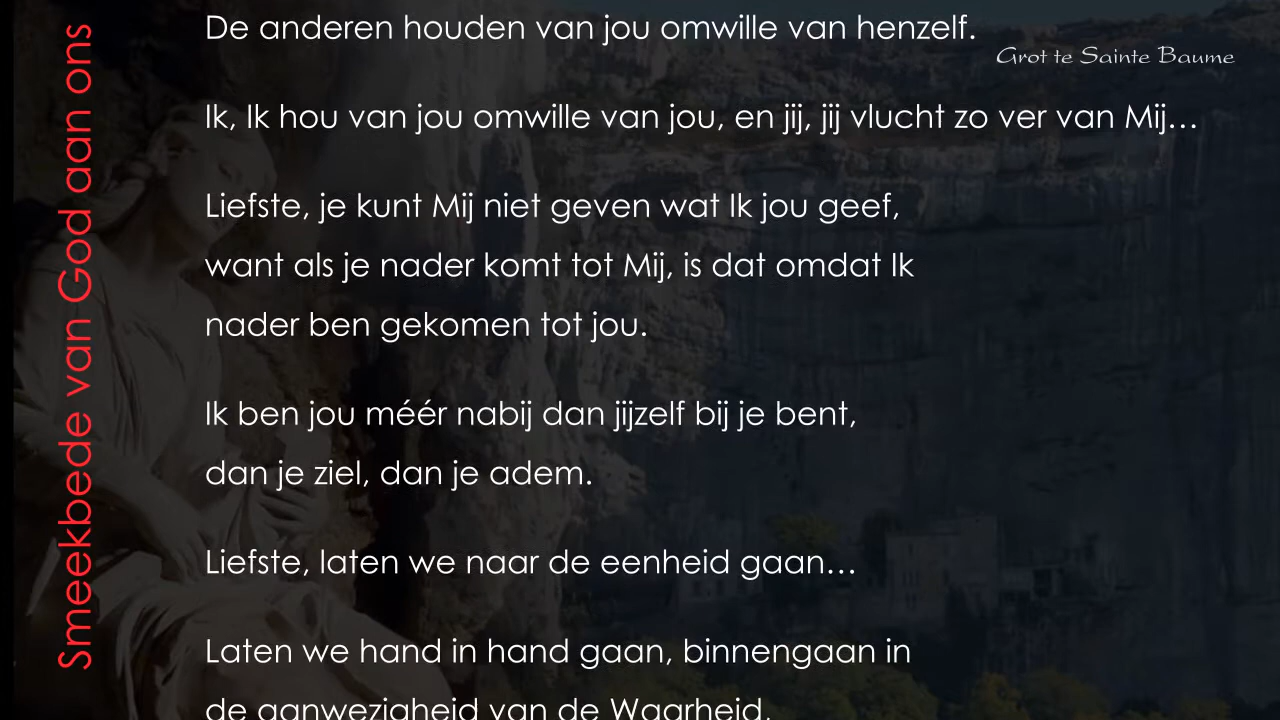 Smeekbede van God aan ons
De anderen houden van jou omwille van henzelf.
Grot te Sainte Baume
Ik, Ik hou van jou omwille van jou, en jij, jij vlucht zo ver van Mij…
Liefste, je kunt Mij niet geven wat Ik jou geef,
want als je nader komt tot Mij, is dat omdat Ik
nader ben gekomen tot jou.
Ik ben jou méér nabij dan jijzelf bij je bent,
dan je ziel, dan je adem.
Liefste, laten we naar de eenheid gaan…
Laten we hand in hand gaan, binnengaan in
de aanwezigheid van de Waarheid.